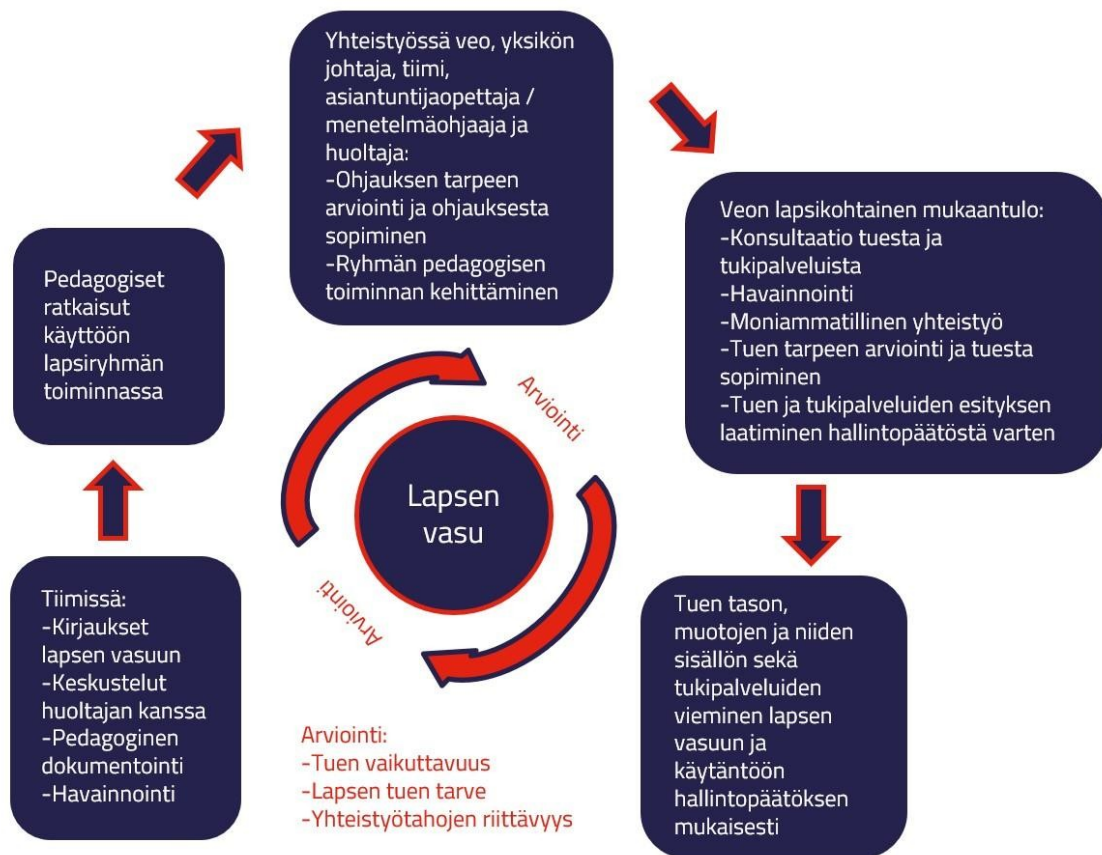 Yhteistyössä veo, yksikön
johtaja, tiimi,
asiantuntijaopettaja /
menetelmäohjaaja ja
huoltaja:
-Ohjauksen tarpeen
arviointi ja ohjauksesta
sopiminen
-Ryhmän pedagogisen
toiminnan kehittäminen
Veon lapsikohtainen mukaantulo:
-Konsultaatio tuesta ja
tukipalveluista
-Havainnointi
-Moniammatillinen yhteistyö
-Tuen tarpeen arviointi ja tuesta
sopiminen
-Tuen ja tukipalveluiden esityksen
laatiminen hallintopäätöstä varten
Pedagogiset
ratkaisut
käyttöön
lapsiryhmän
toiminnassa
Arviointi
Lapsen
vasu
Arviointi
Tiimissä:
-Kirjaukset
lapsen vasuun
-Keskustelut
huoltajan kanssa
-Pedagoginen
dokumentointi
-Havainnointi
Arviointi:
-Tuen vaikuttavuus
-Lapsen tuen tarve
-Yhteistyötahojen riittävyys
Tuen tason,
muotojen ja niiden
sisällön sekä
tukipalveluiden
vieminen lapsen
vasuun ja
käytäntöön
hallintopäätöksen
mukaisesti